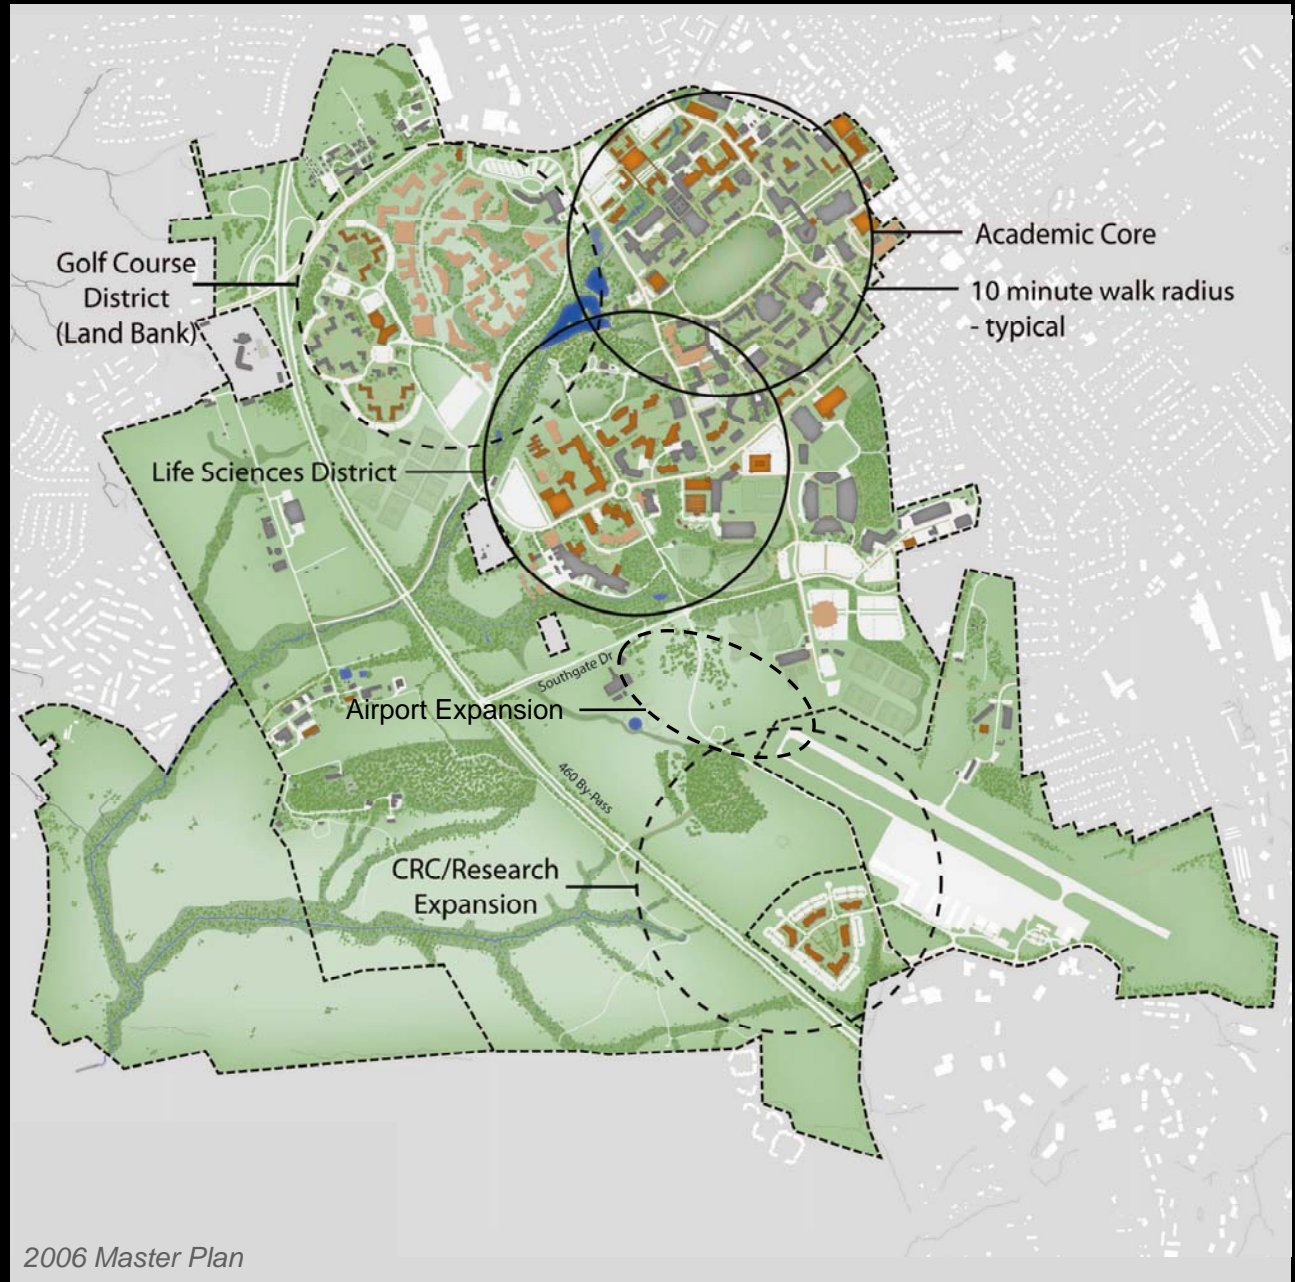 Academic Core
Golf Course
District
(Land Bank)
10 minute walk radius
- typical
Life Sciences District
Southgate Dr
Airport Expansion
460 By-Pass
CRC/Research
Expansion
2006 Master Plan